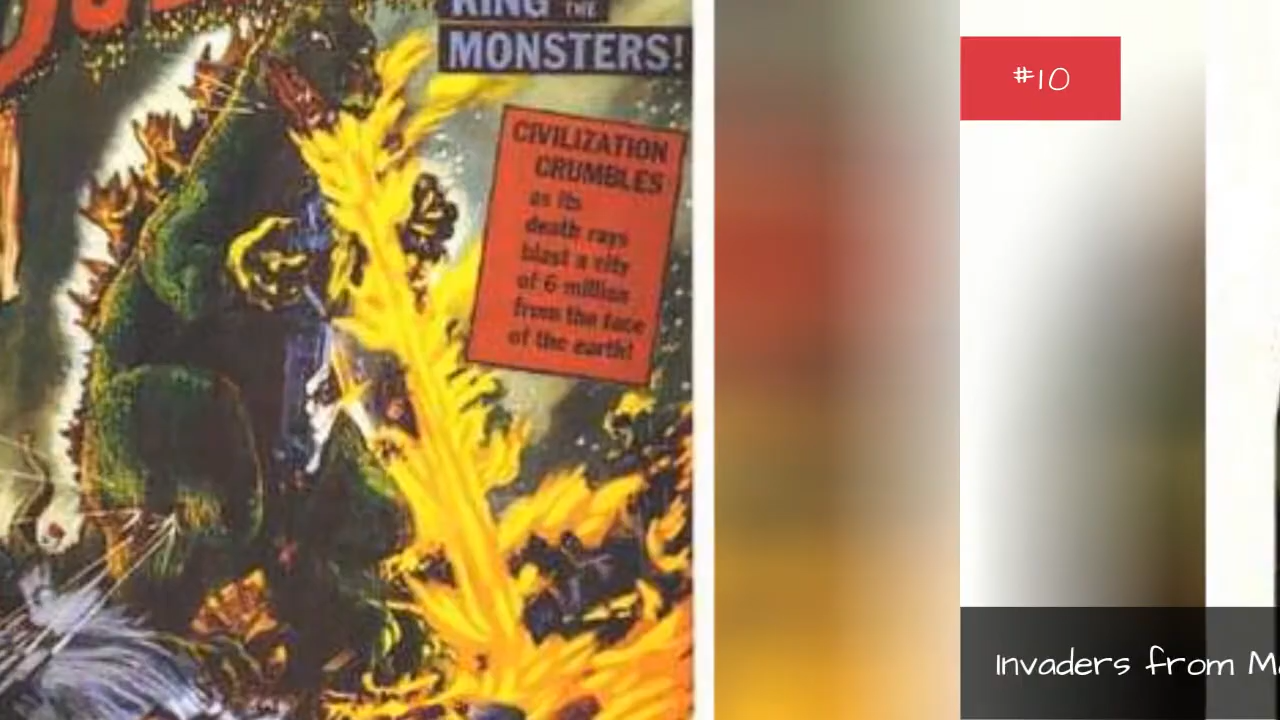 KING OF THE
MONSTERS!
CIVILIZATION
CRUMBLES
as its
death rays
blast a city
of 6 million
from the face
of the earth!
#10
Invaders from